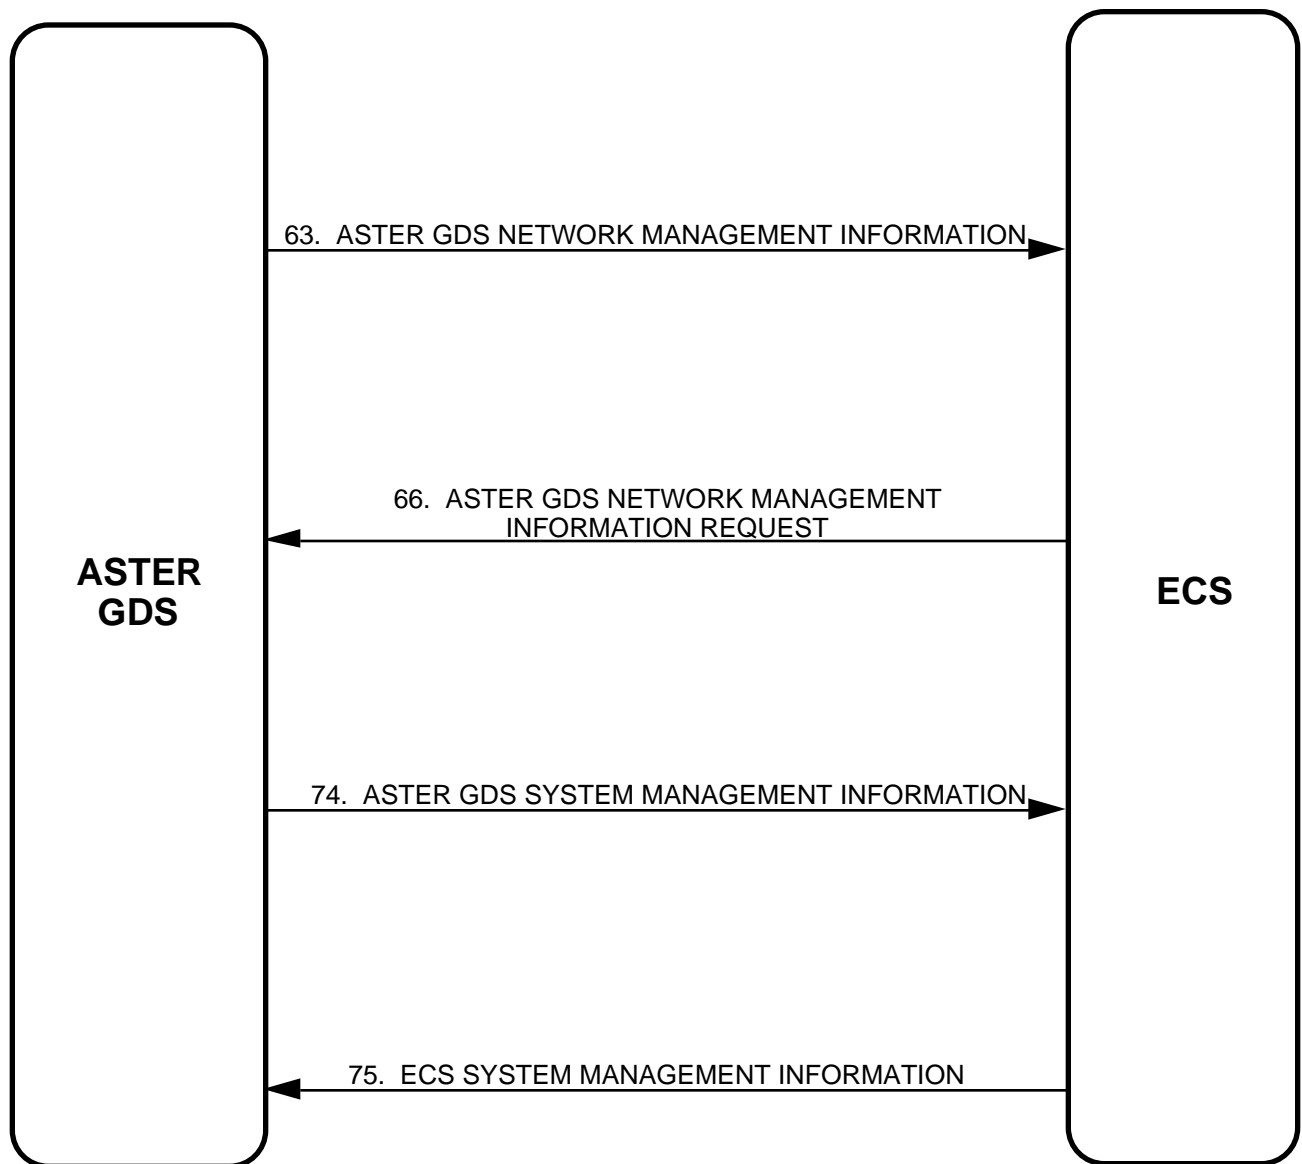 63. ASTER GDS NETWORK MANAGEMENT INFORMATION
66. ASTER GDS NETWORK MANAGEMENT
INFORMATION REQUEST
ASTER
GDS
ECS
74. ASTER GDS SYSTEM MANAGEMENT INFORMATION
75. ECS SYSTEM MANAGEMENT INFORMATION